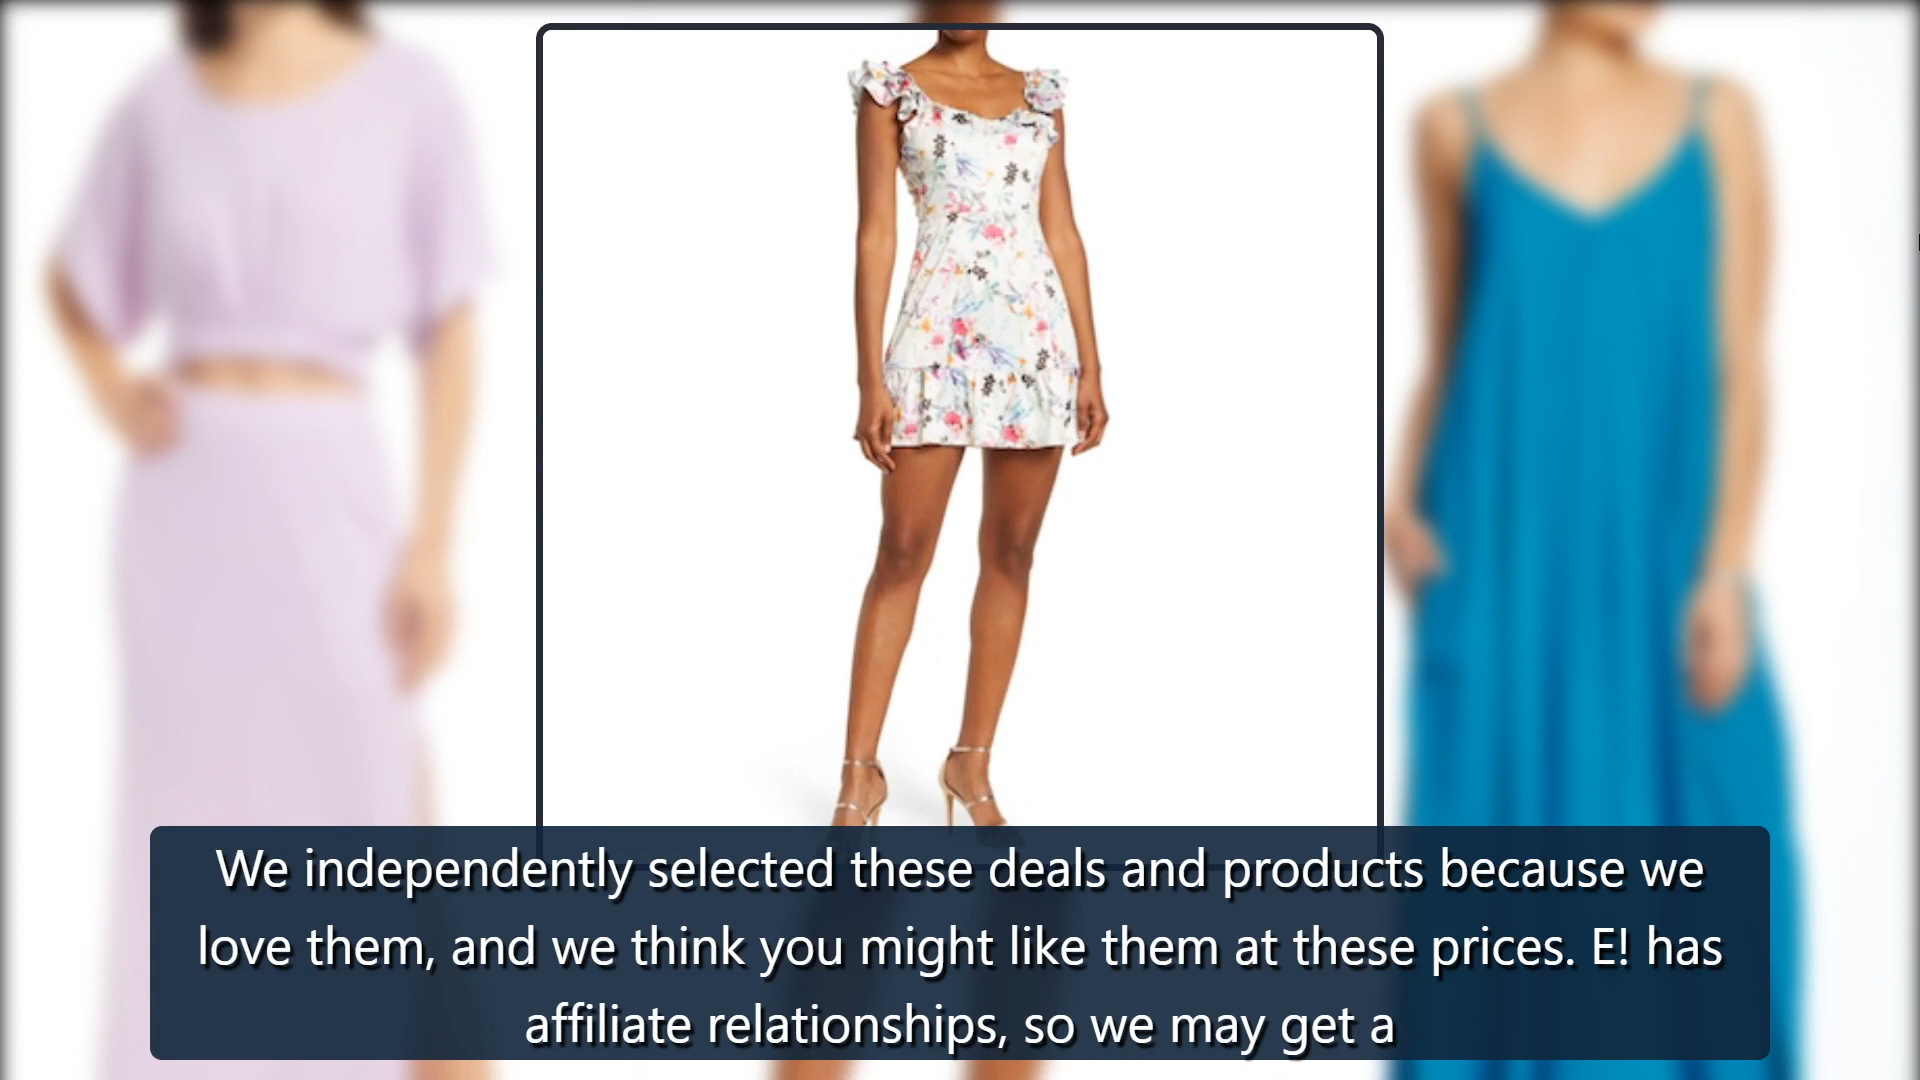 We independently selected these deals and products because we
love them, and we think you might like them at these prices. E! has
affiliate relationships, so we may get a